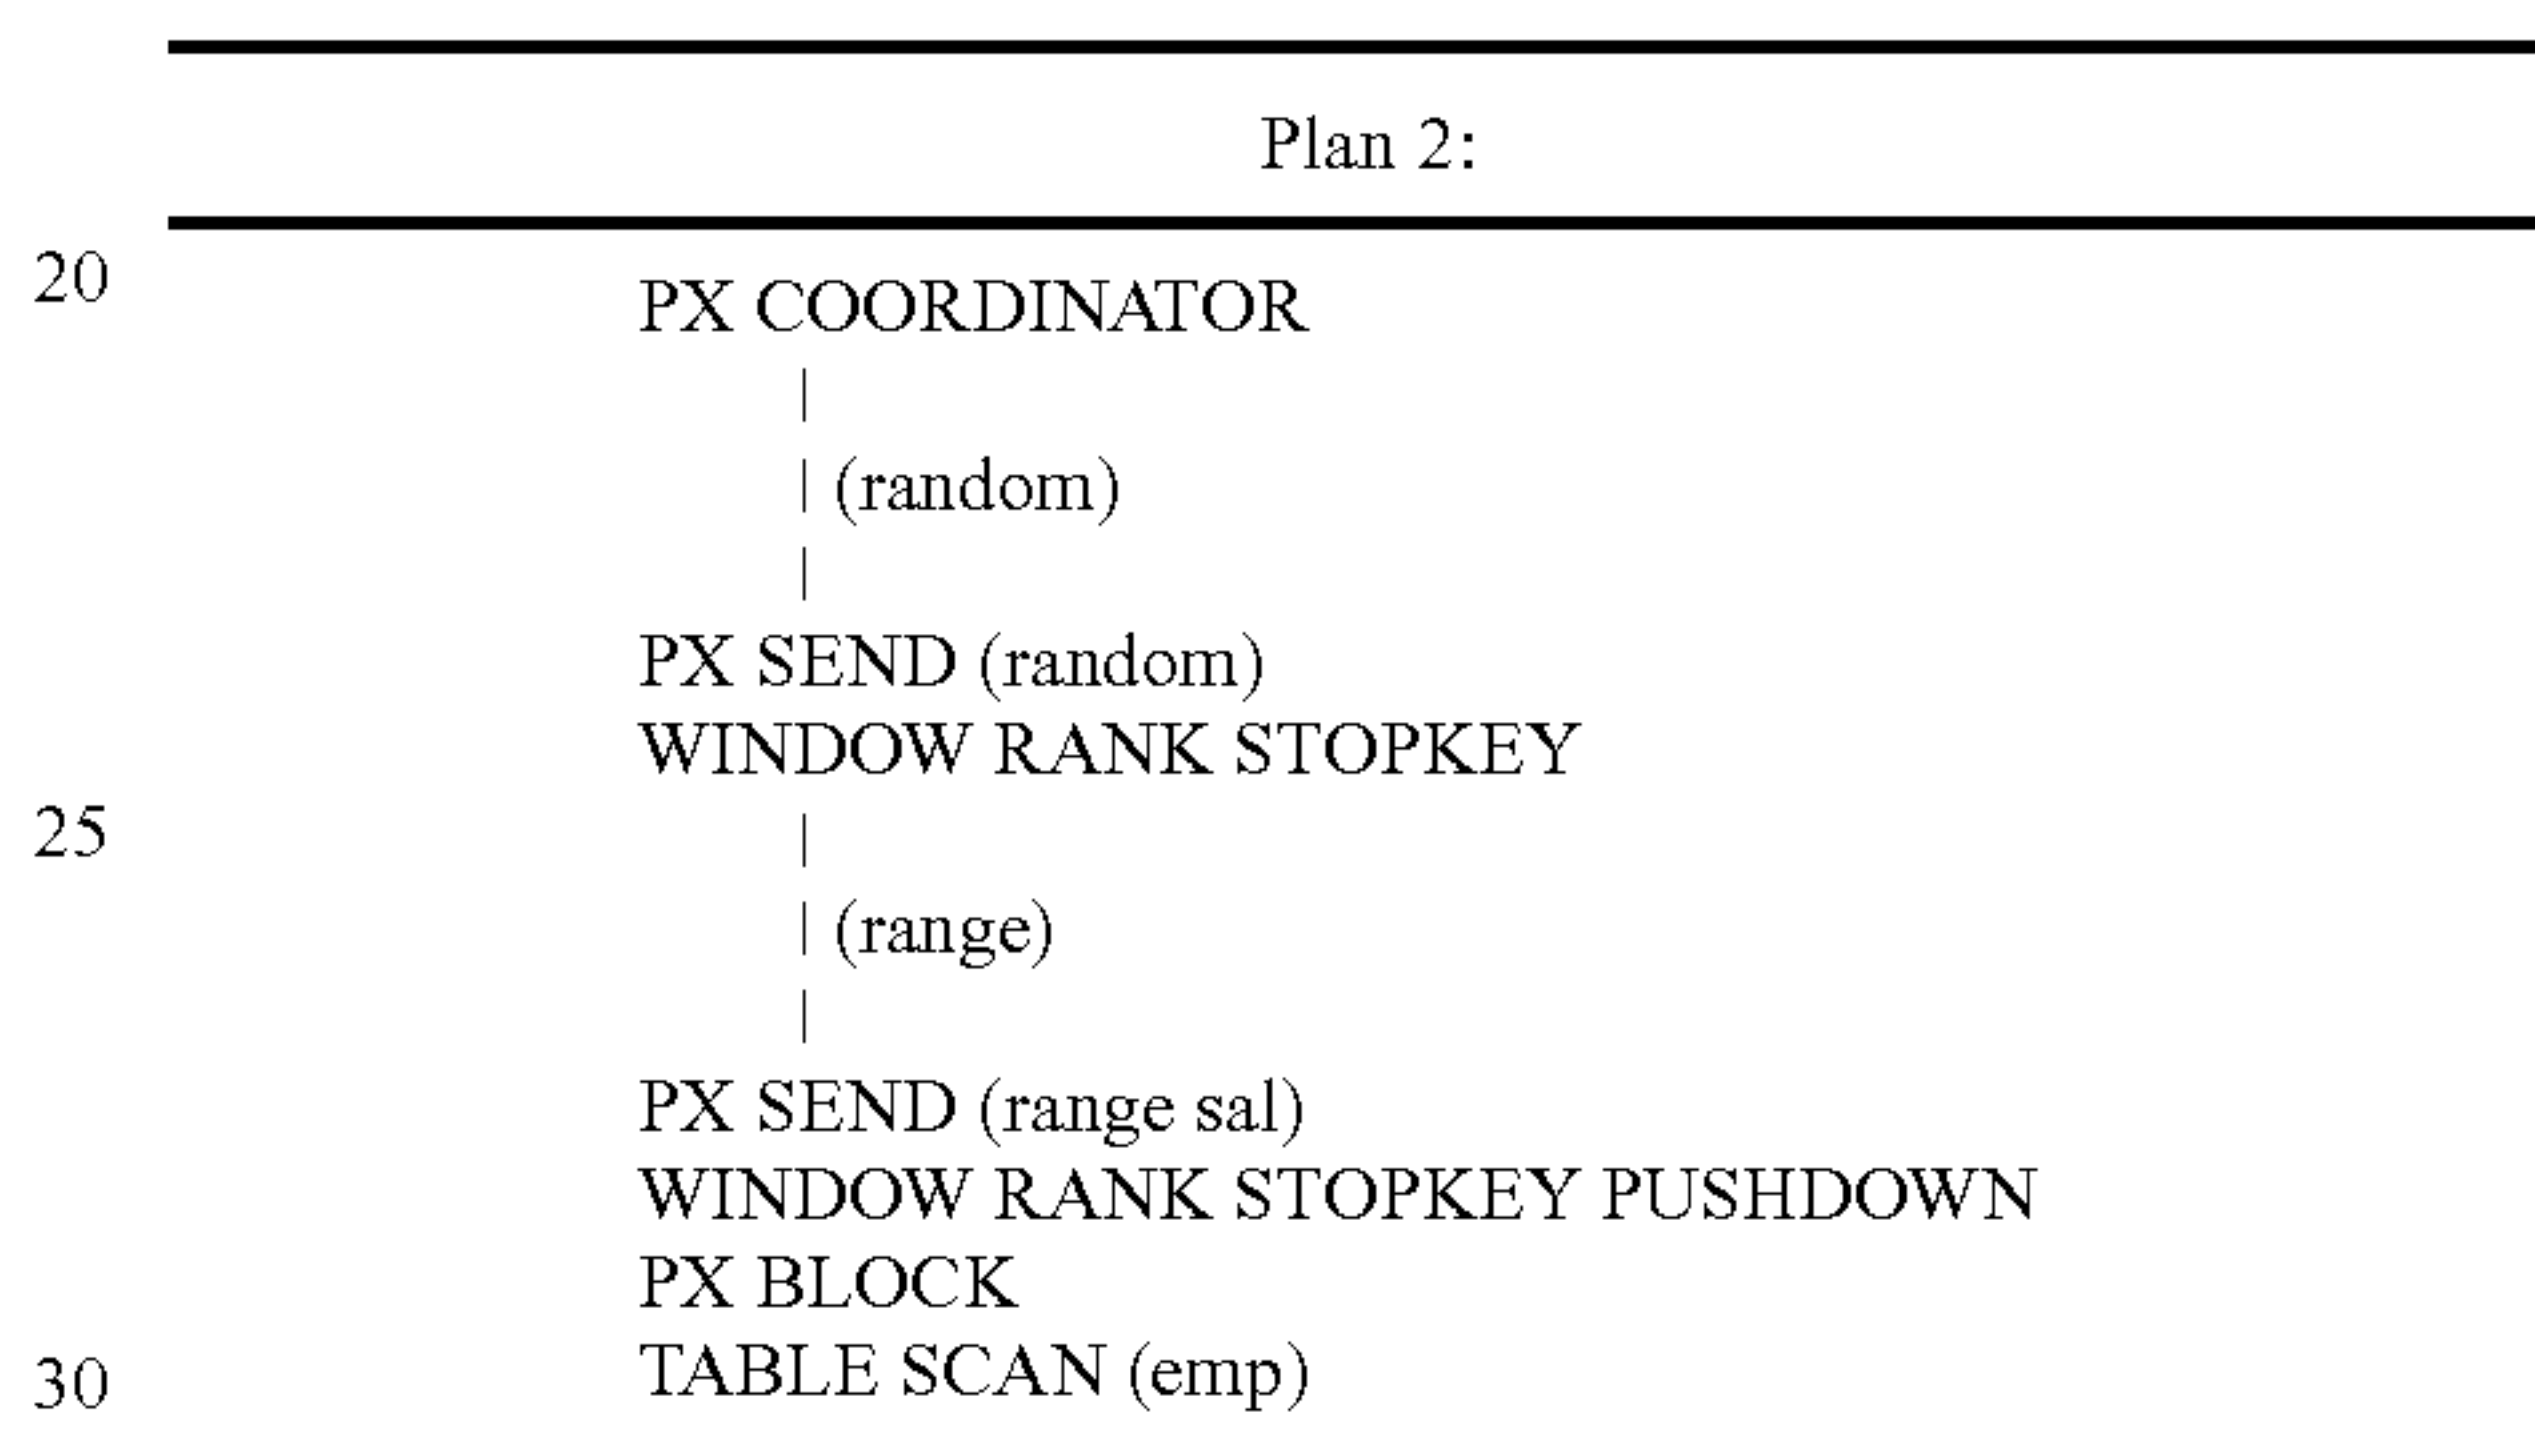 Plan 2:
20
PX COORDINATOR
|
| (random)
|
PX SEND (random)
WINDOW RANK STOPKEY
25
|
| (range)
|
PX SEND (range sal)
WINDOW RANK STOPKEY PUSHDOWN
PX BLOCK
30
TABLE SCAN (emp)